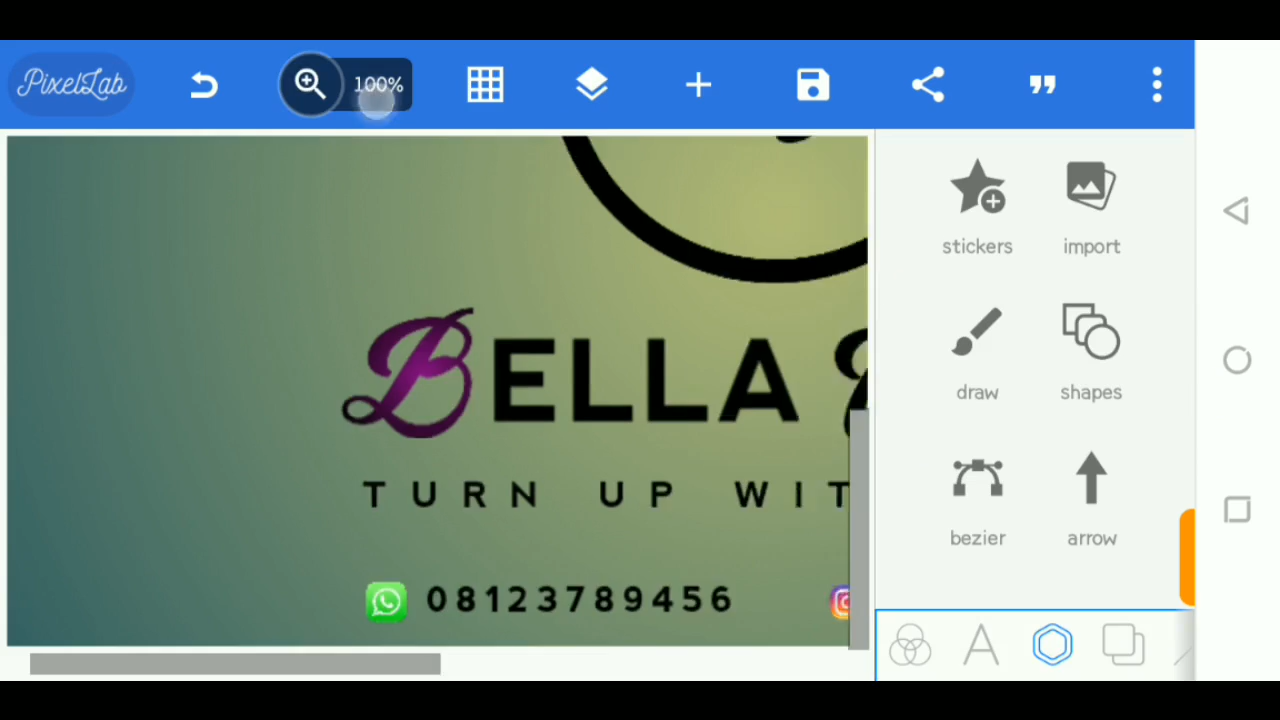 PixelLab
100%
stickers
import
BELLA
draw
shapes
TURN UP WIT
bezier
arrow
08123789456